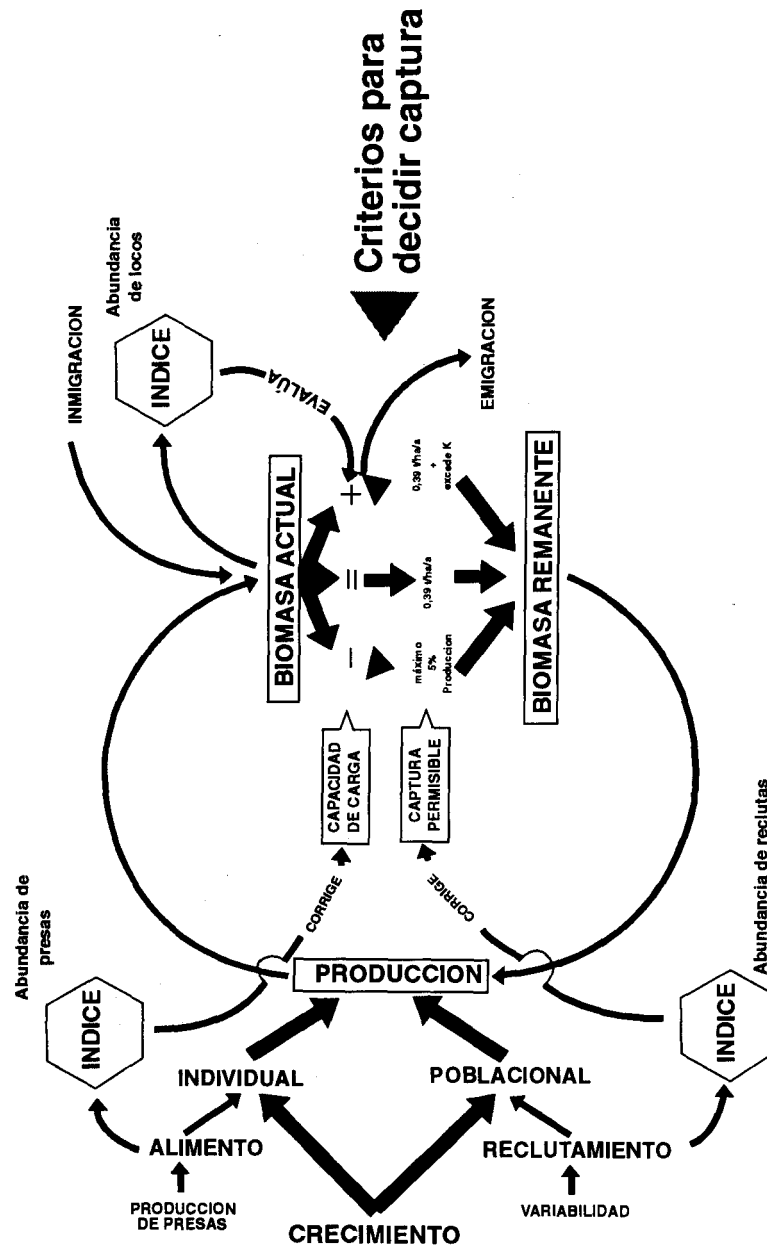 Criterios para
decidir captura
INMIGRACION
Abundancia
de locos
INDICE
EVALÚA
EMIGRACION
BIOMASA ACTUAL
−
=
+
máximo
5%
Produccion
0,39 t/ha/a
0,39 t/ha/a
+
excede K
BIOMASA REMANENTE
CAPACIDAD
DE CARGA
CAPTURA
PERMISIBLE
CORRIGE
CORRIGE
Abundancia de
presas
INDICE
PRODUCCION
Abundancia de reclutas
INDICE
INDIVIDUAL
POBLACIONAL
ALIMENTO
RECLUTAMIENTO
PRODUCCION
DE PRESAS
VARIABILIDAD
CRECIMIENTO